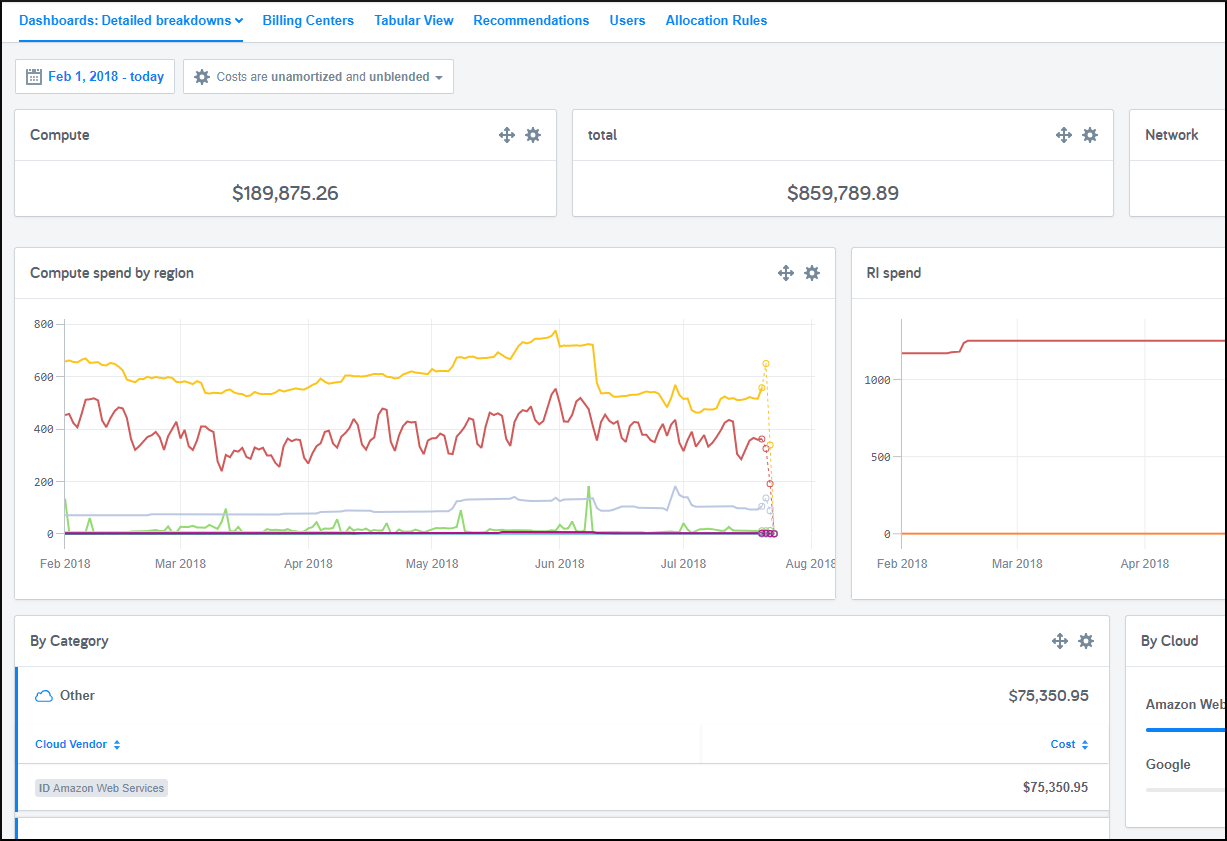 Dashboards: Detailed breakdowns Billing Centers Tabular View Recommendations Users Allocation Rules
Feb 1, 2018 - today Costs are unamortized and unblended
Compute total Network
$189,875.26 $859,789.89
Compute spend by region
800
600
400
200
0
Feb 2018 Mar 2018 Apr 2018 May 2018 Jun 2018 Jul 2018 Aug 2018
RI spend
1000
500
0
Feb 2018 Mar 2018 Apr 2018
By Category
Other $75,350.95
Cloud Vendor Cost
ID Amazon Web Services $75,350.95
By Cloud
Amazon Web
Google